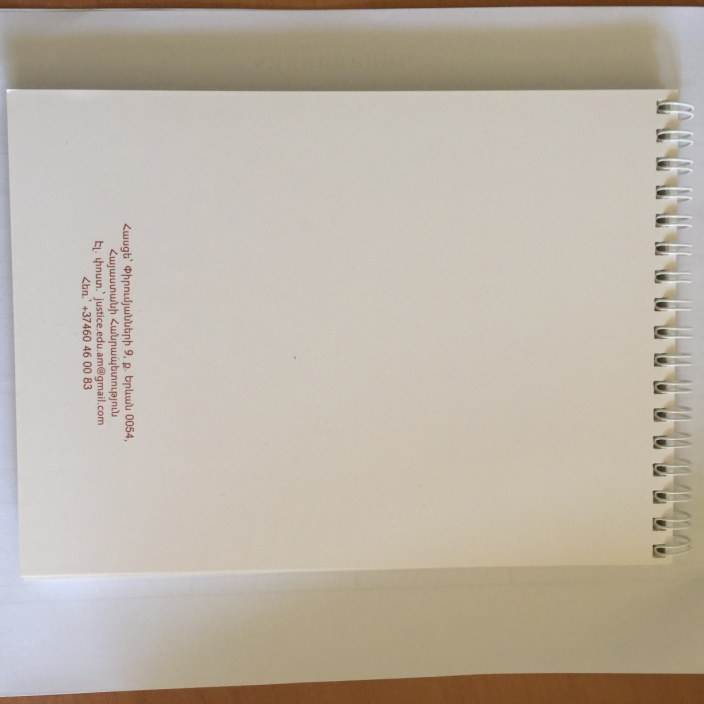 Հասցե՝ Փիրումյանների 9, ք. Երևան 0054,
Հայաստանի Հանրապետություն
Էլ. փոստ.՝ justice.edu.am@gmail.com
Հեռ.՝ +37460 46 00 83